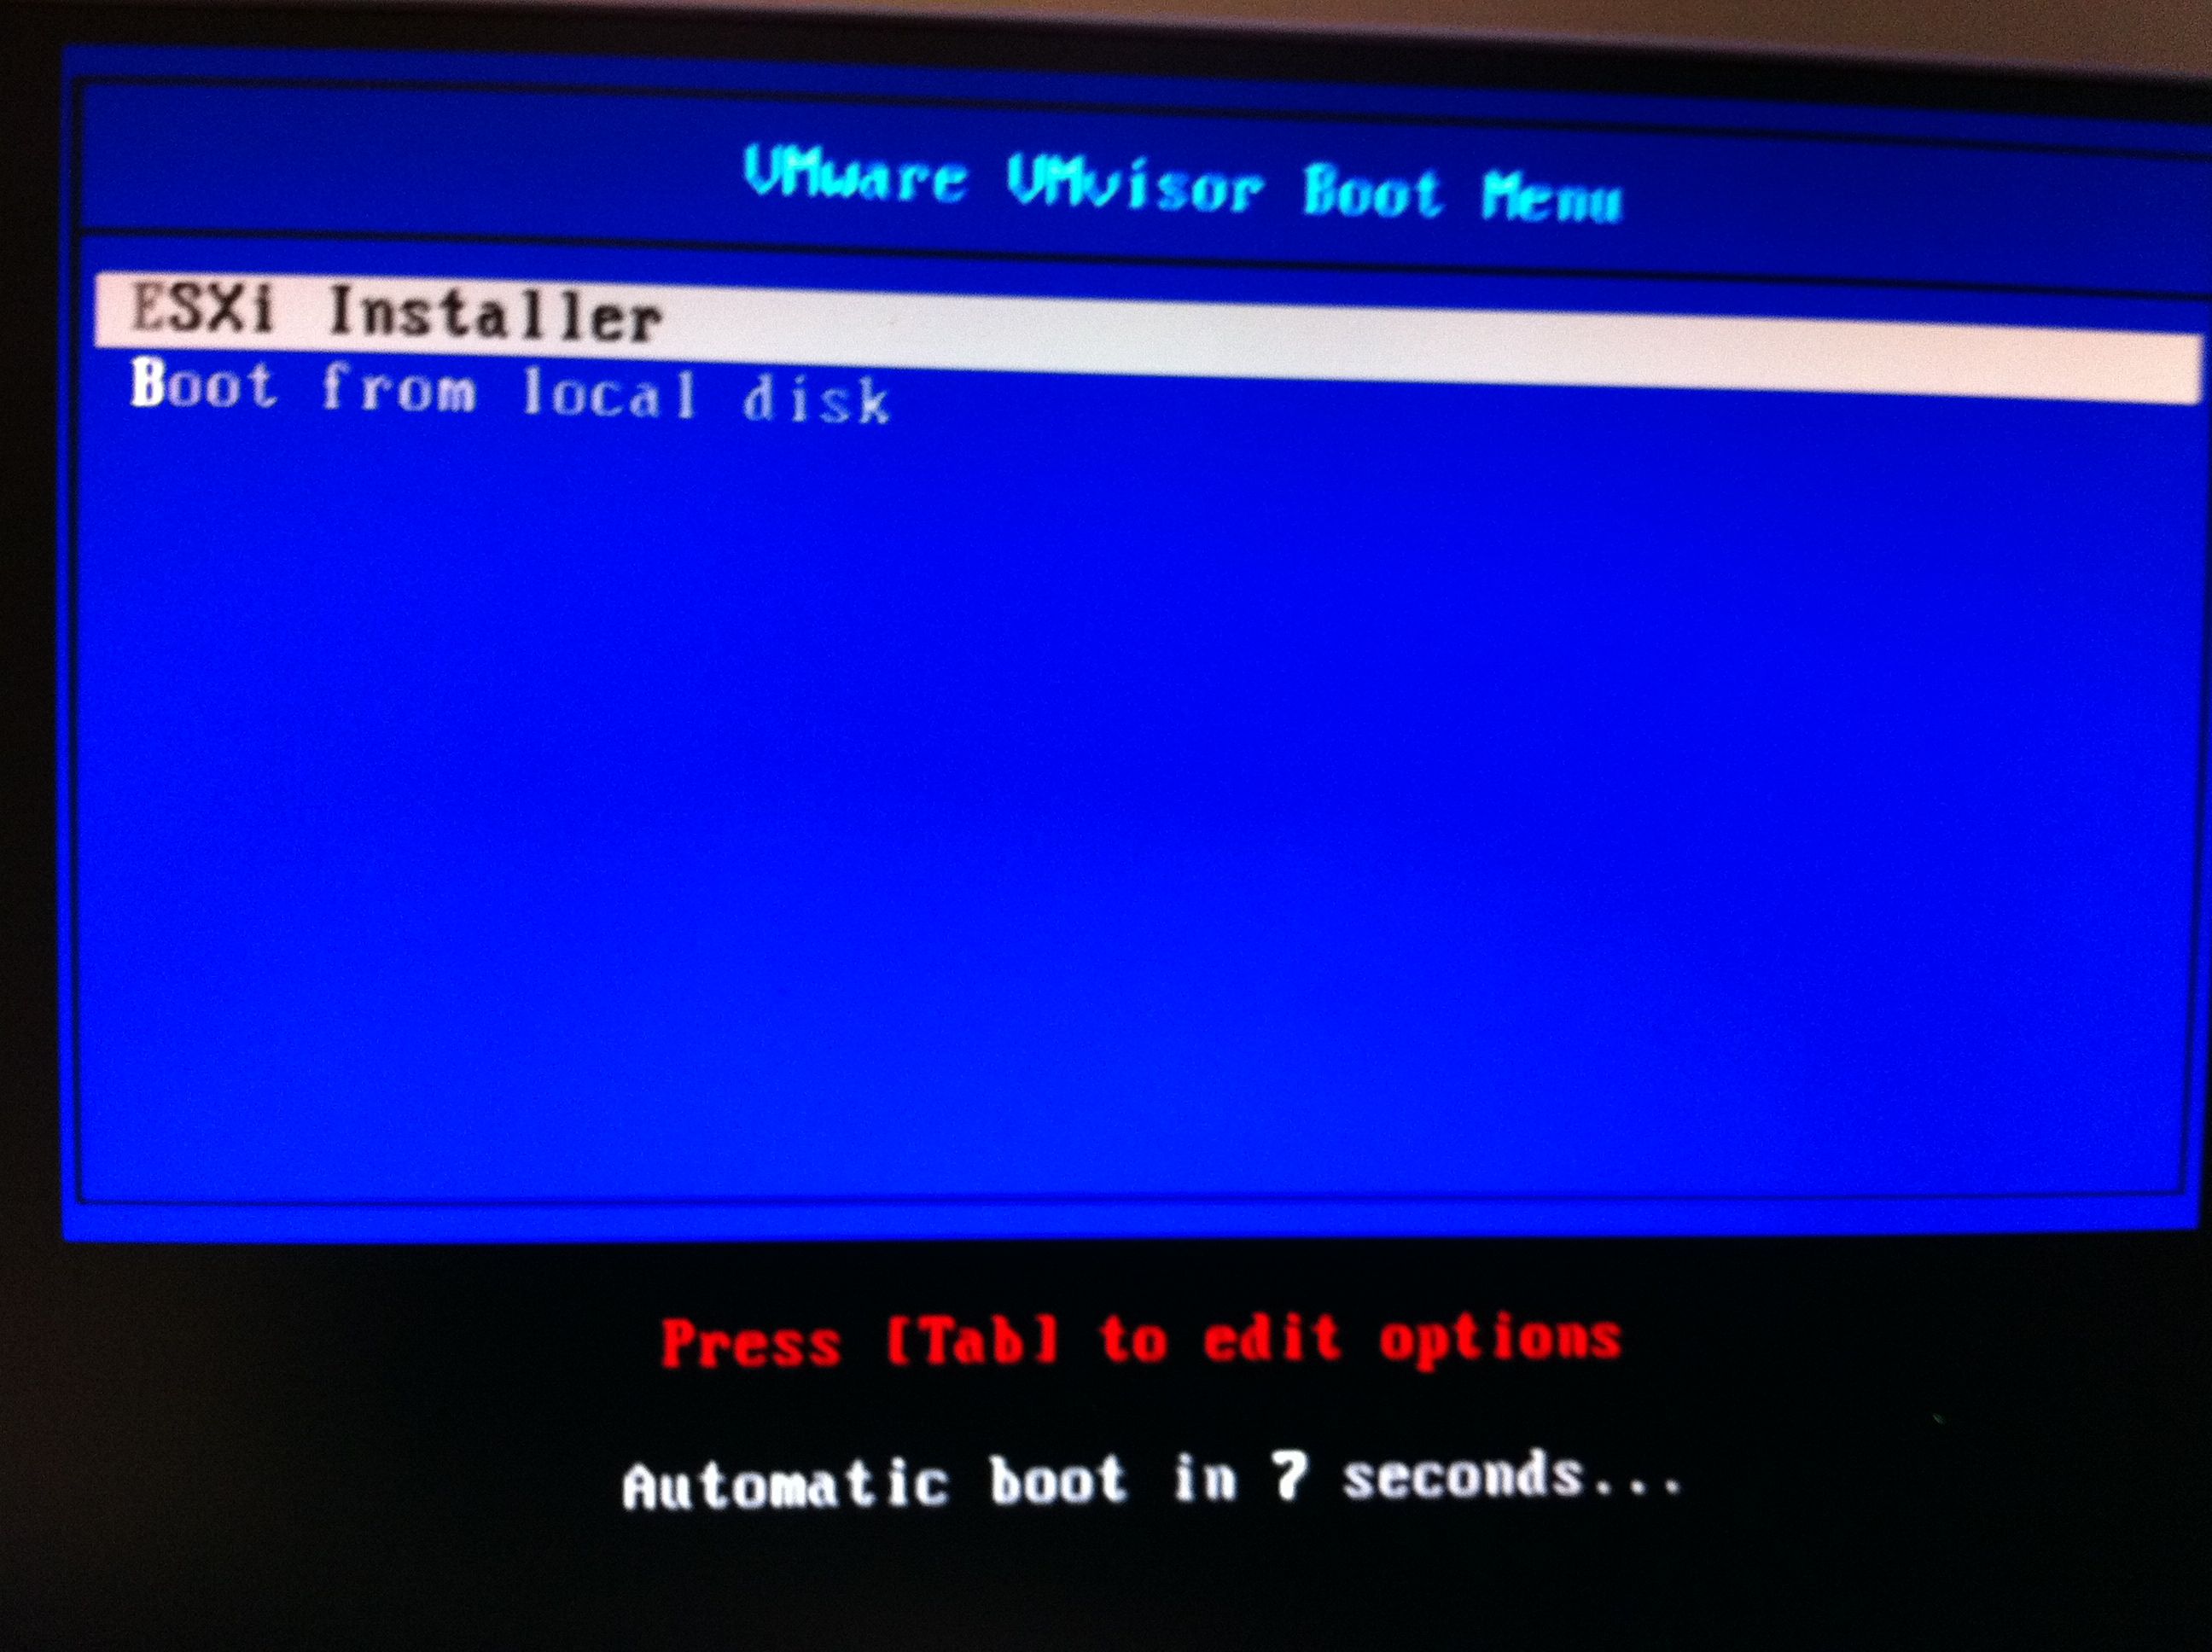 VMware VMvisor Boot Menu
ESXi Installer
Boot from local disk
Press [Tab] to edit options
Automatic boot in 7 seconds...